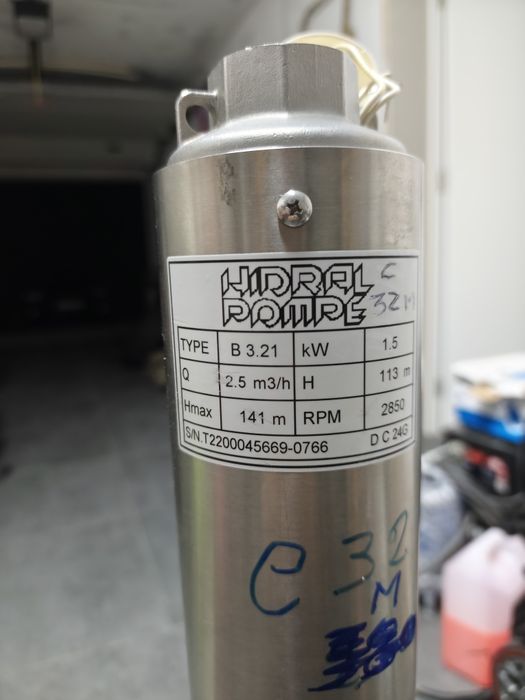 HIDRAL C
POMPE 32M
TYPE B 3.21 kW 1.5
Q 2.5 m3/h H 113 m
Hmax 141 m RPM 2850
S/N.T2200045669-0766 D C 24G
C 32
M